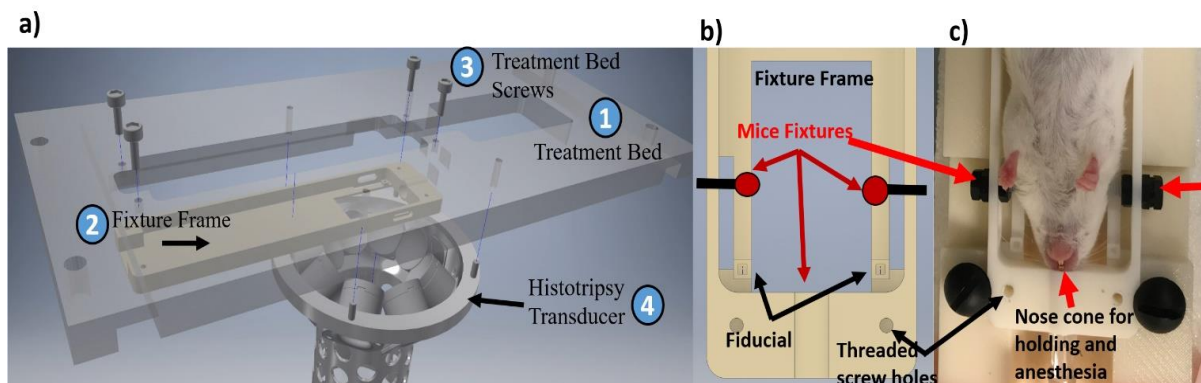 a)
3 Treatment Bed
Screws
1
Treatment Bed
2 Fixture Frame
Histotripsy
Transducer 4
b)
Fixture Frame
Mice Fixtures
Fiducial
Threaded
screw holes
c)
Nose cone for
holding and
anesthesia